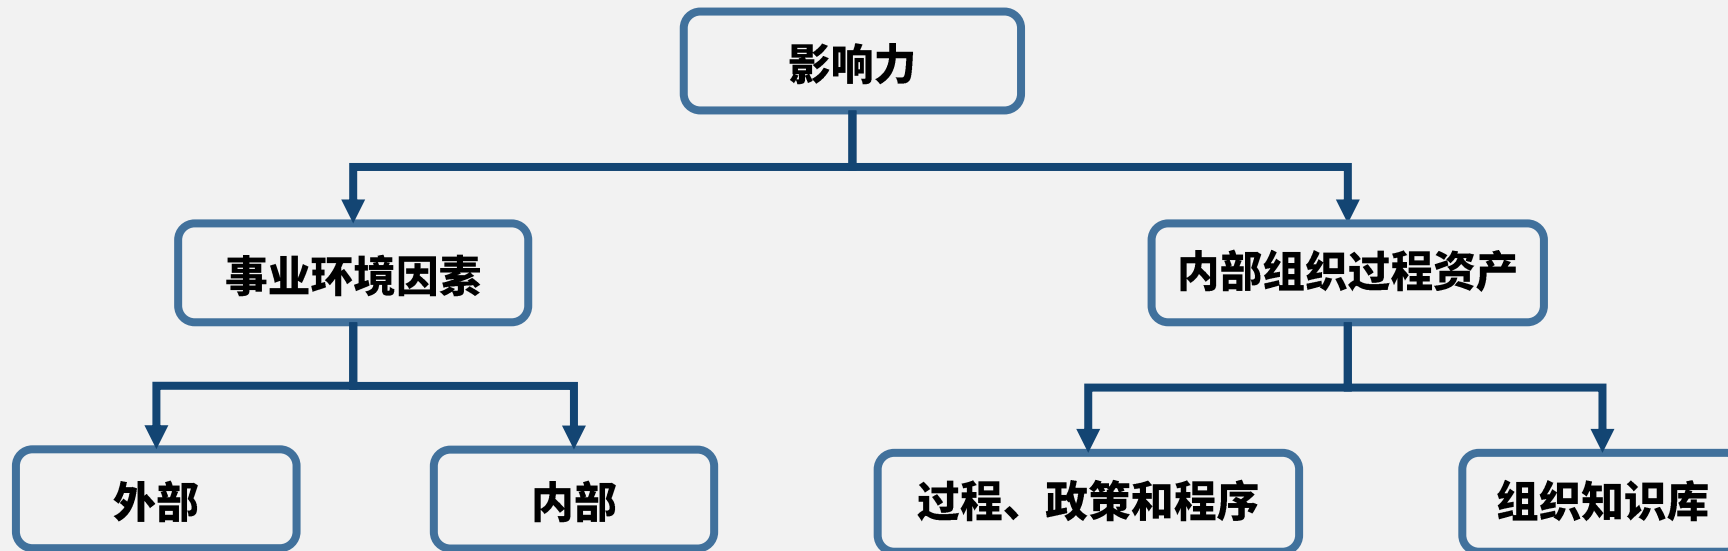 影响力
事业环境因素
内部组织过程资产
外部
内部
过程、政策和程序
组织知识库